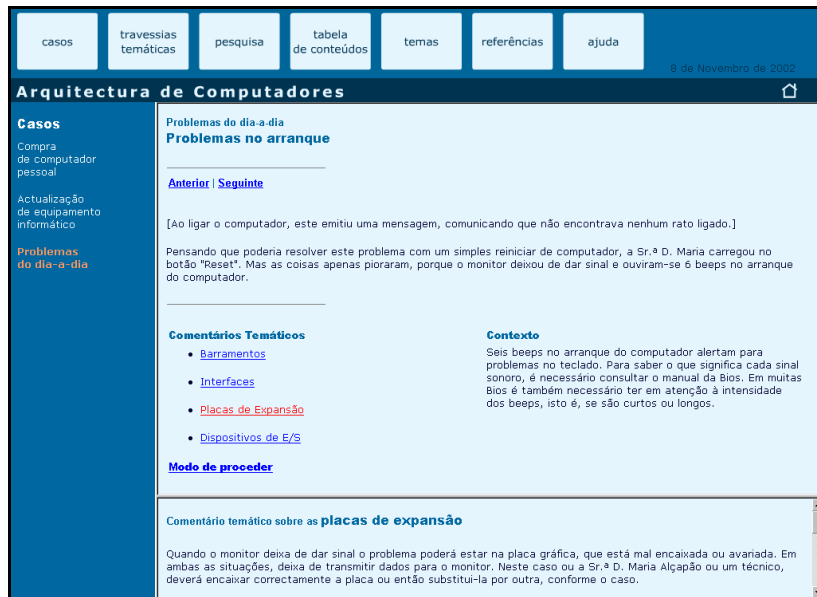 casos
travessias
temáticas
pesquisa
tabela
de conteúdos
temas
referências
ajuda
9 de Novembro de 2002
Arquitectura de Computadores
Casos
Compra
de computador
pessoal
Actualização
de equipamento
informático
Problemas
do dia-a-dia
Problemas do dia-a-dia
Problemas no arranque
Anterior | Seguinte
[Ao ligar o computador, este emitiu uma mensagem, comunicando que não encontrava nenhum rato ligado.]
Pensando que poderia resolver este problema com um simples reiniciar de computador, a Sr.ª D. Maria carregou no
botão "Reset". Mas as coisas apenas pioraram, porque o monitor deixou de dar sinal e ouviram-se 6 beeps no arranque
do computador.
Comentários Temáticos
• Barramentos
• Interfaces
• Placas de Expansão
• Dispositivos de E/S
Modo de proceder
Contexto
Seis beeps no arranque do computador alertam para
problemas no teclado. Para saber o que significa cada sinal
sonoro, é necessário consultar o manual da Bios. Em muitas
Bios é também necessário ter em atenção à intensidade
dos beeps, isto é, se são curtos ou longos.
Comentário temático sobre as placas de expansão
Quando o monitor deixa de dar sinal o problema poderá estar na placa gráfica, que está mal encaixada ou avariada. Em
ambas as situações, deixa de transmitir dados para o monitor. Neste caso ou a Sr.ª D. Maria Alçapão ou um técnico,
deverá encaixar correctamente a placa ou então substitui-la por outra, conforme o caso.